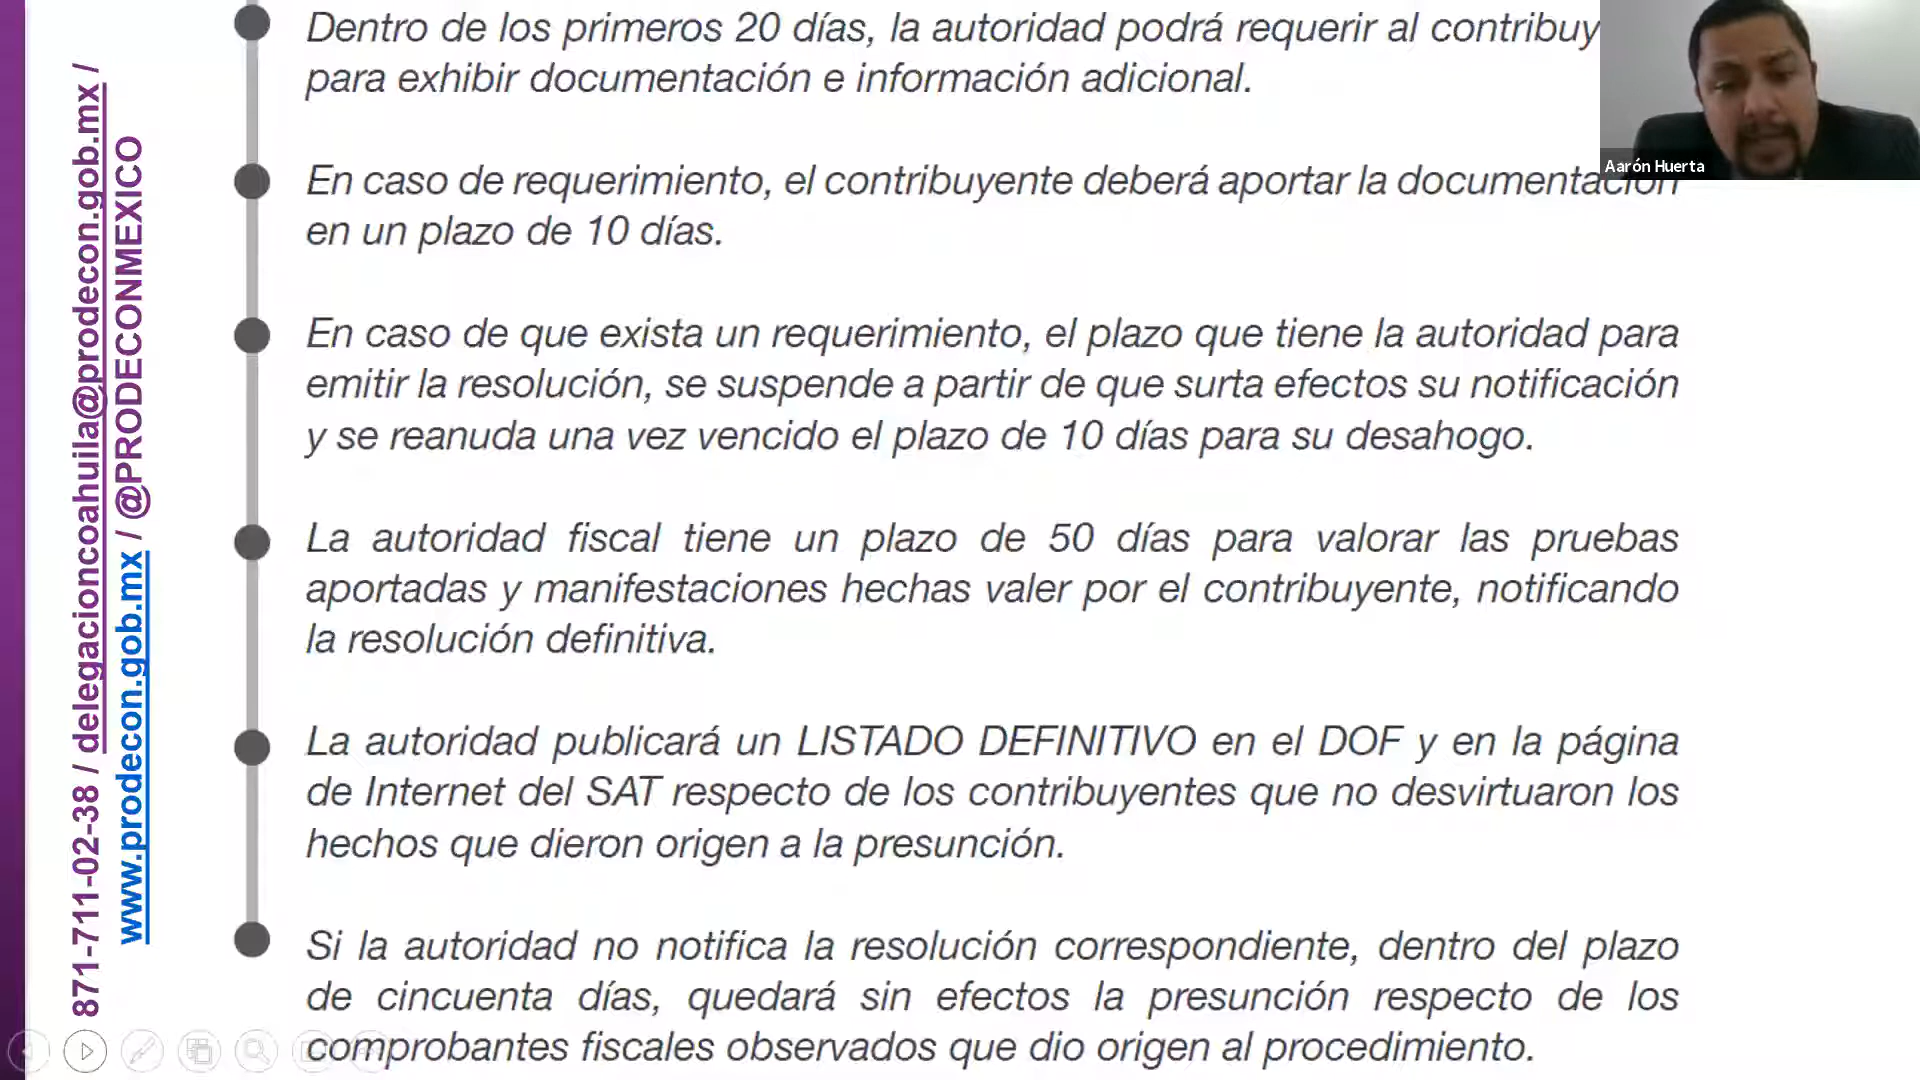 Dentro de los primeros 20 días, la autoridad podrá requerir al contribuy
para exhibir documentación e información adicional.
En caso de requerimiento, el contribuyente deberá aportar la documentación
en un plazo de 10 días.
En caso de que exista un requerimiento, el plazo que tiene la autoridad para
emitir la resolución, se suspende a partir de que surta efectos su notificación
y se reanuda una vez vencido el plazo de 10 días para su desahogo.
La autoridad fiscal tiene un plazo de 50 días para valorar las pruebas
aportadas y manifestaciones hechas valer por el contribuyente, notificando
la resolución definitiva.
La autoridad publicará un LISTADO DEFINITIVO en el DOF y en la página
de Internet del SAT respecto de los contribuyentes que no desvirtuaron los
hechos que dieron origen a la presunción.
Si la autoridad no notifica la resolución correspondiente, dentro del plazo
de cincuenta días, quedará sin efectos la presunción respecto de los
comprobantes fiscales observados que dio origen al procedimiento.
871-711-02-38 / delegacioncoahuila@prodecon.gob.mx /
www.prodecon.gob.mx / @PRODECONMEXICO
Aarón Huerta